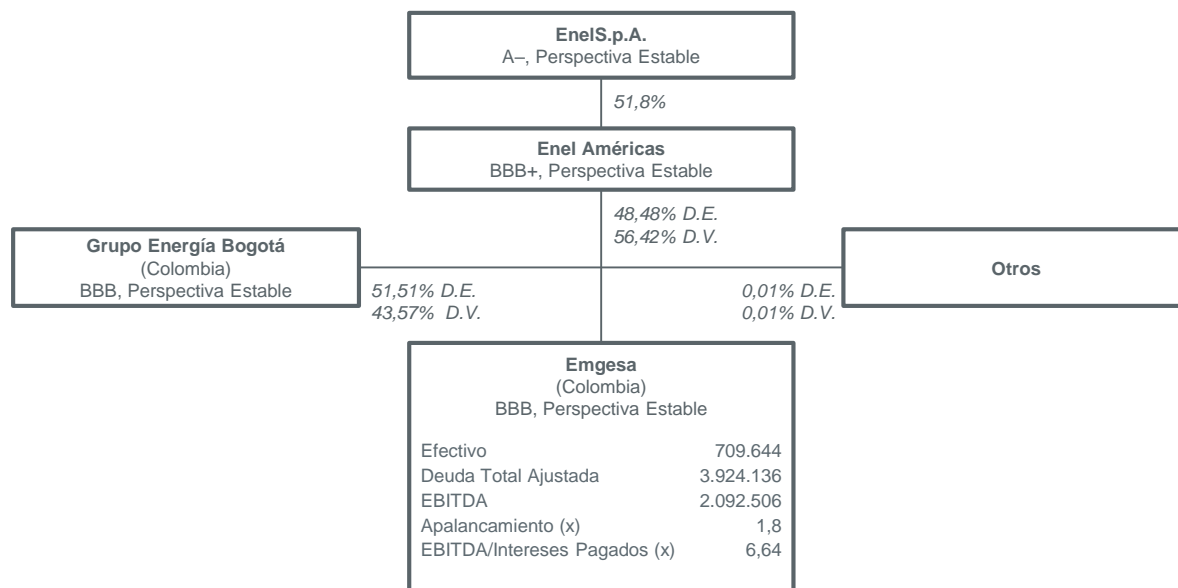 EnelS.p.A.
A–, Perspectiva Estable
51,8%
Enel Américas
BBB+, Perspectiva Estable
48,48% D.E.
56,42% D.V.
Grupo Energía Bogotá
(Colombia)
BBB, Perspectiva Estable
51,51% D.E.
43,57% D.V.
Otros
0,01% D.E.
0,01% D.V.
Emgesa
(Colombia)
BBB, Perspectiva Estable
Efectivo 709.644
Deuda Total Ajustada 3.924.136
EBITDA 2.092.506
Apalancamiento (x) 1,8
EBITDA/Intereses Pagados (x) 6,64